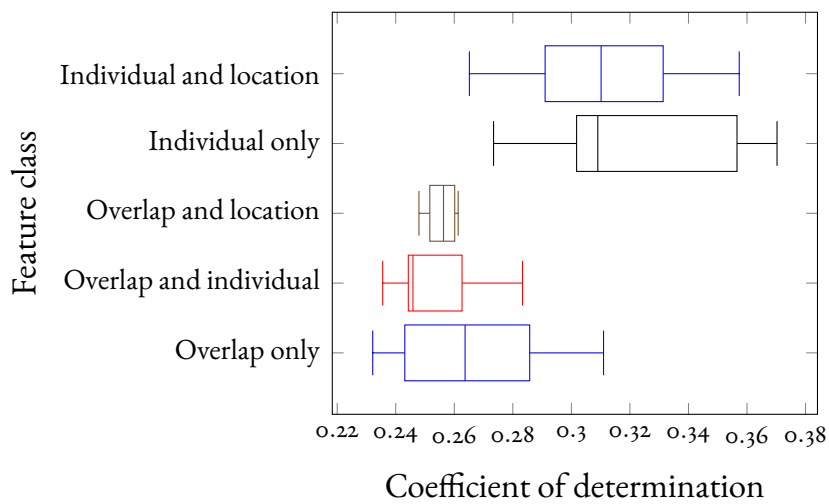 Individual and location
Individual only
Overlap and location
Overlap and individual
Overlap only
Feature class
0.22 0.24 0.26 0.28 0.3 0.32 0.34 0.36 0.38
Coefficient of determination